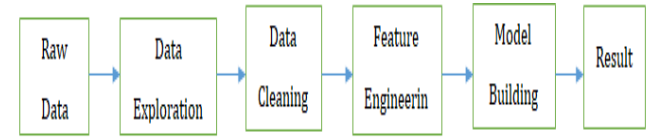 Raw
Data
Data
Exploration
Data
Cleaning
Feature
Engineerin
Model
Building
Result